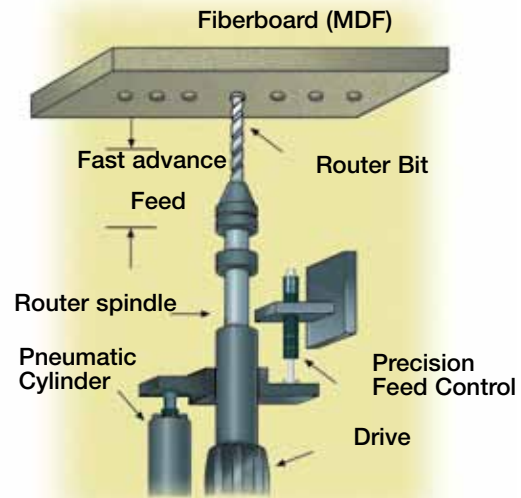 Fiberboard (MDF)
Fast advance
Router Bit
Feed
Router spindle
Pneumatic
Cylinder
Precision
Feed Control
Drive